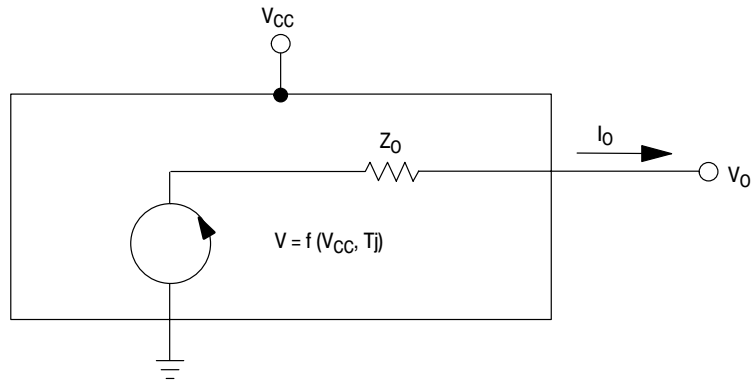 VCC
ZO
IO
VO
V = f (VCC, Tj)